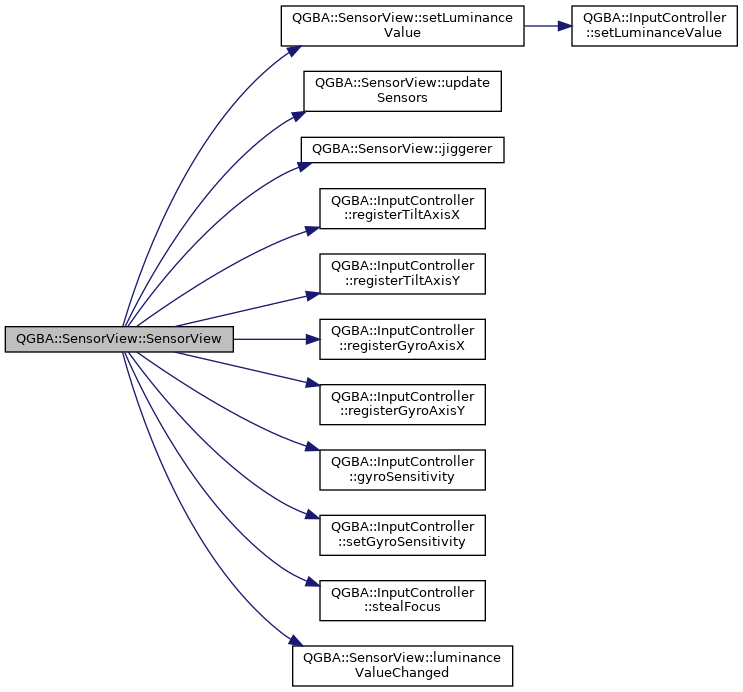 QGBA::SensorView::SensorView
QGBA::SensorView::setLuminance
Value
QGBA::InputController
::setLuminanceValue
QGBA::SensorView::update
Sensors
QGBA::SensorView::jiggerer
QGBA::InputController
::registerTiltAxisX
QGBA::InputController
::registerTiltAxisY
QGBA::InputController
::registerGyroAxisX
QGBA::InputController
::registerGyroAxisY
QGBA::InputController
::gyroSensitivity
QGBA::InputController
::setGyroSensitivity
QGBA::InputController
::stealFocus
QGBA::SensorView::luminance
ValueChanged